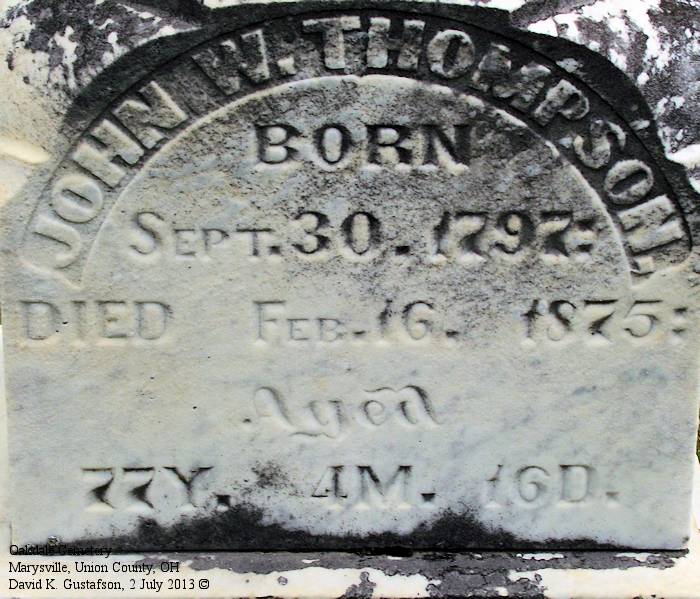 JOHN W. THOMPSON.
BORN
SEPT. 30. 1797:
DIED FEB. 16. 1875:
Aged
77Y. 4M. 16D.
Oakdale Cemetery
Marysville, Union County, OH
David K. Gustafson, 2 July 2013 ©